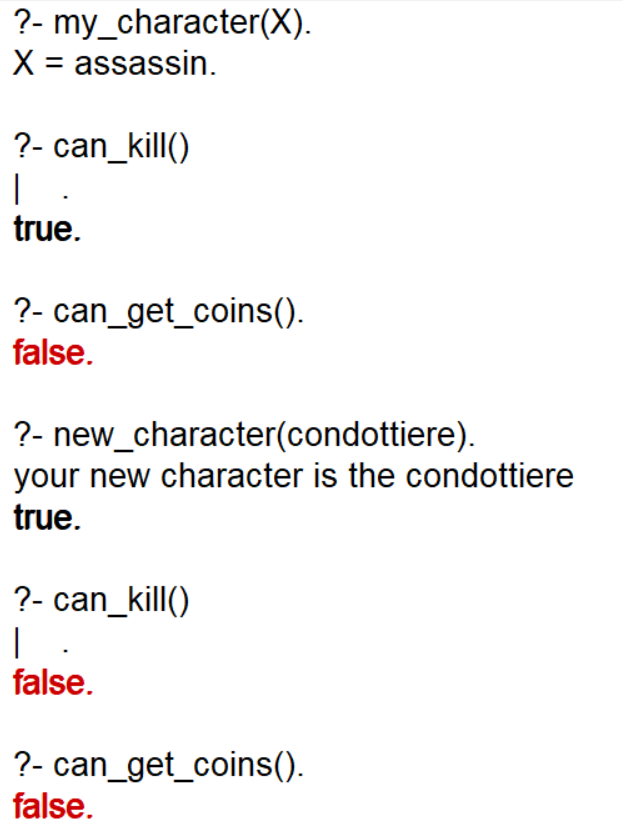 ?- my_character(X).
X = assassin.
?- can_kill()
|    .
true.
?- can_get_coins().
false.
?- new_character(condottiere).
your new character is the condottiere
true.
?- can_kill()
|    .
false.
?- can_get_coins().
false.